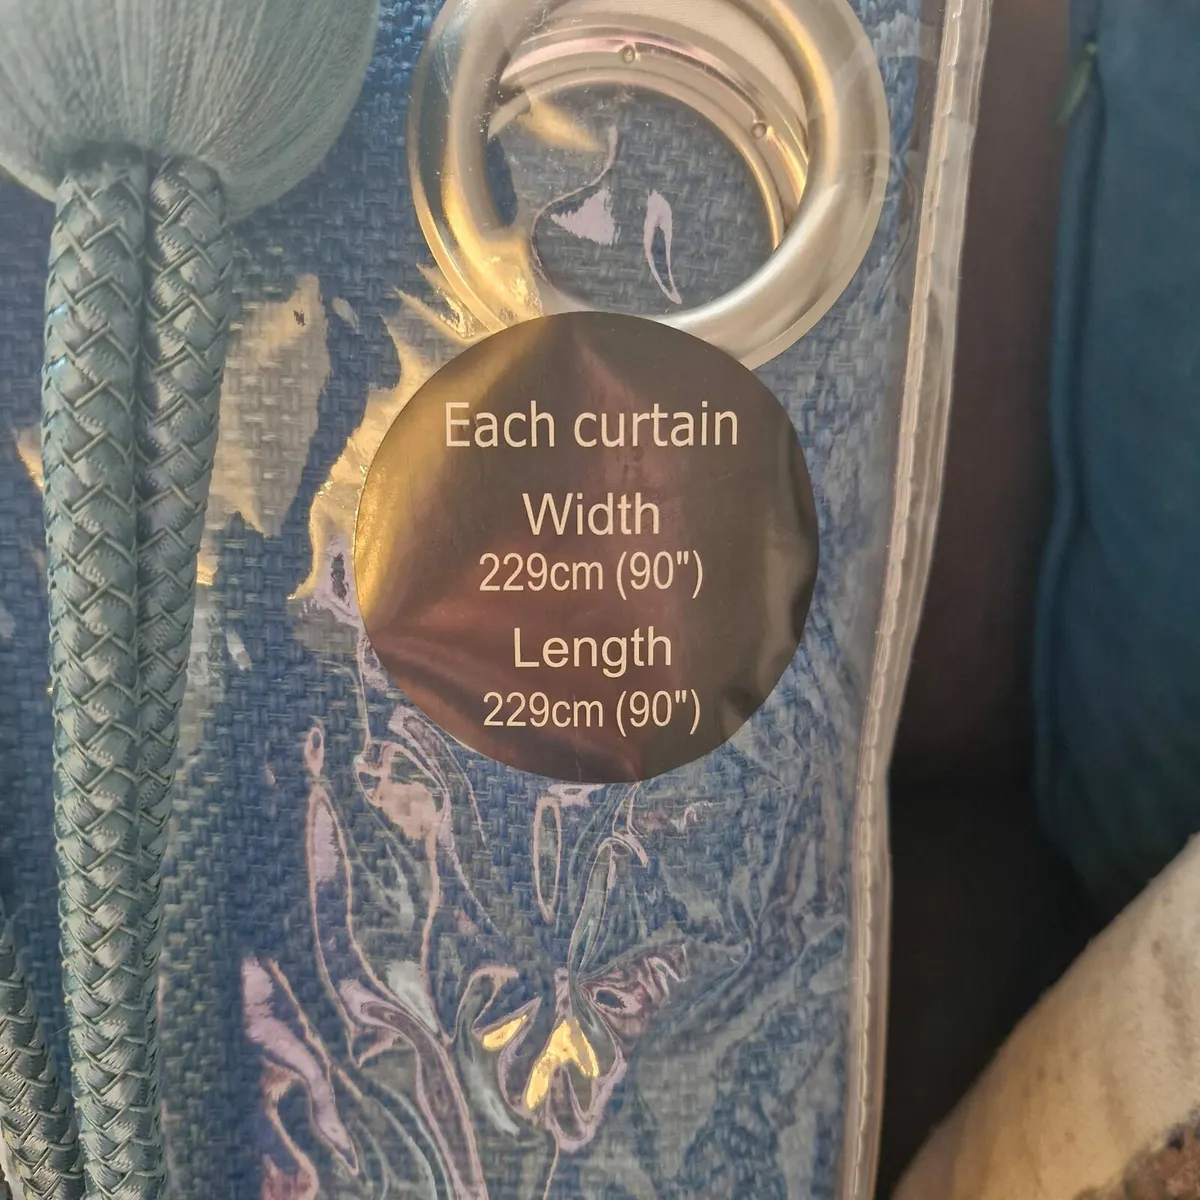 Each curtain
Width
229cm (90")
Length
229cm (90")